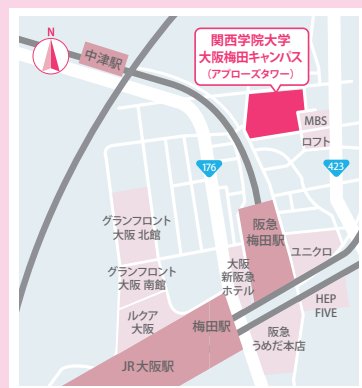 N
中津駅
関西学院大学
大阪梅田キャンパス
(アプローズタワー)
MBS
ロフト
176
423
グランフロント
大阪 北館
阪急
梅田駅
ユニクロ
大阪
新阪急
ホテル
グランフロント
大阪 南館
HEP
FIVE
ルクア
大阪
梅田駅
阪急
うめだ本店
JR大阪駅